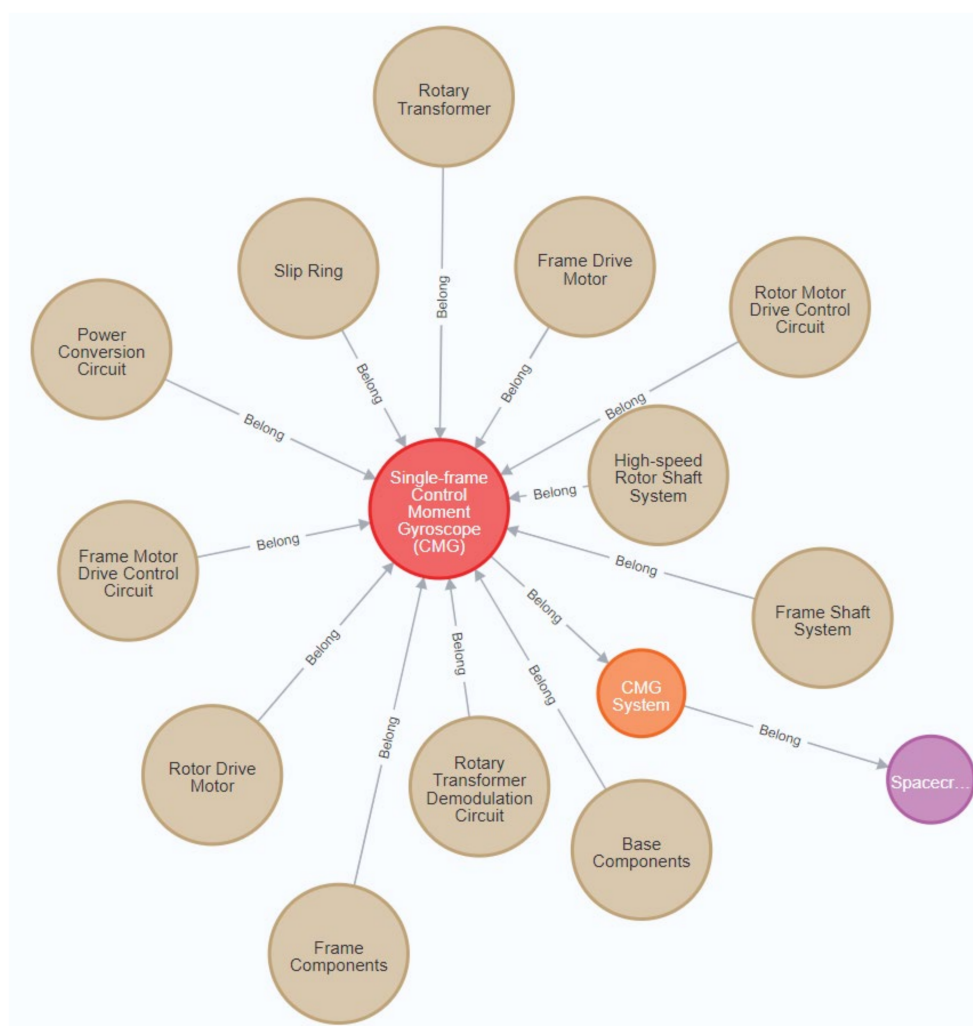 Rotary
Transformer
Slip Ring
Frame Drive
Motor
Rotor Motor
Drive Control
Circuit
Power
Conversion
Circuit
Belong
Belong
Belong
Belong
Belong
Belong
High-speed
Rotor Shaft
System
Single-frame
Control
Moment
Gyroscope
(CMG)
Belong
Frame Motor
Drive Control
Circuit
Belong
Belong
Frame Shaft
System
Belong
Belong
Belong
Belong
Belong
CMG
System
Belong
Spacecr...
Rotor Drive
Motor
Rotary
Transformer
Demodulation
Circuit
Base
Components
Frame
Components